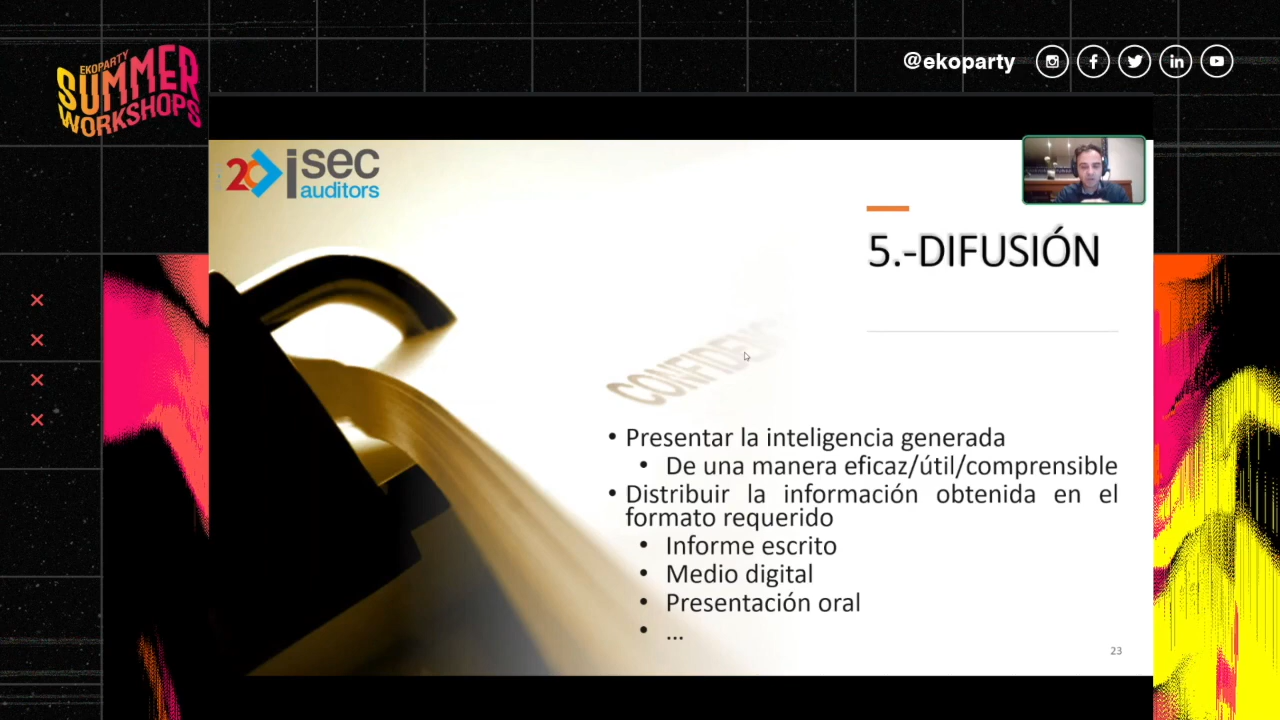 EKOPARTY
SUMMER
WORKSHOPS
@ekoparty
20 isec
auditors
5.-DIFUSIÓN
• Presentar la inteligencia generada
• De una manera eficaz/útil/comprensible
• Distribuir la información obtenida en el
formato requerido
• Informe escrito
• Medio digital
• Presentación oral
• ...
23